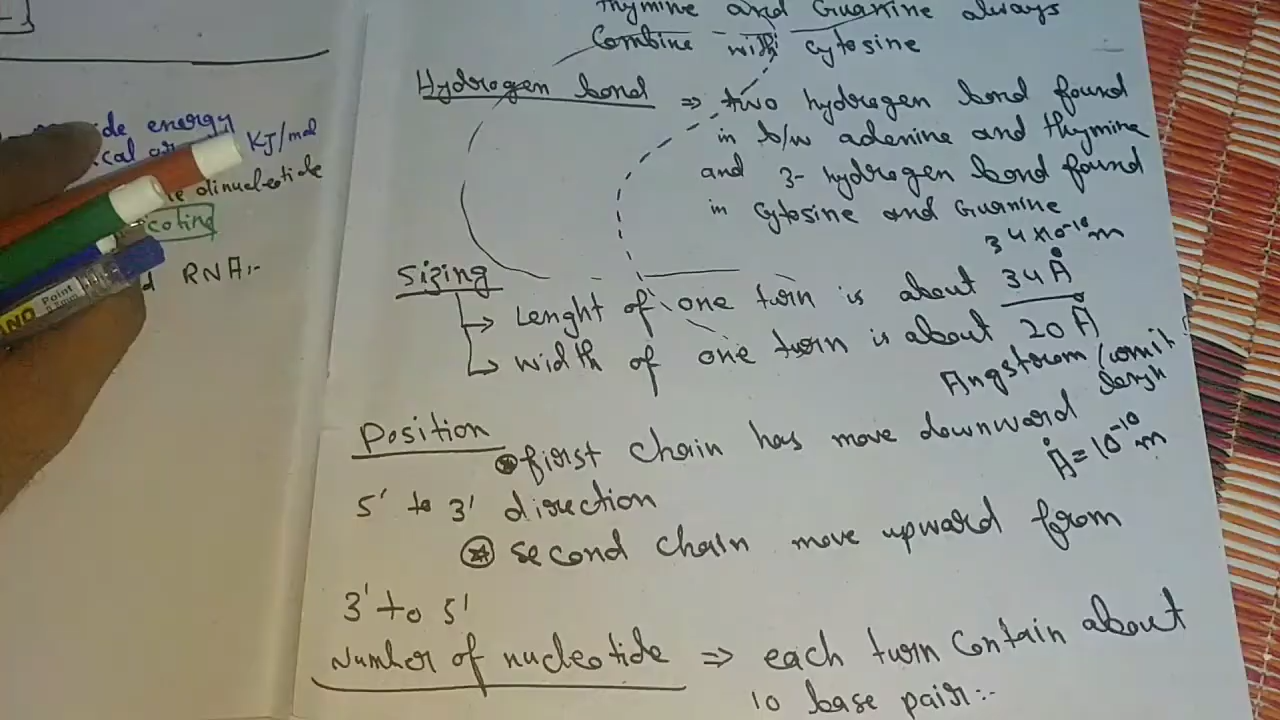 Thymine and Guanine always
Combine with cytosine
Hydrogen bond ⇒ two hydrogen bond found
in b/w adenine and thymine
and 3- hydrogen bond found
in cytosine and Guanine
34×10⁻¹⁰ m
Sizing
Lenght of one turn is about 34 Å
width of one turn is about 20 Å
Angstorm
Å = 10⁻¹⁰ m
Position
first chain has move downward
5' to 3' direction
second chain move upward from
3' to 5'
Number of nucleotide ⇒ each turn contain about
10 base pair:-
energy
KJ/mol
dinucleotide
RNA:-
Point